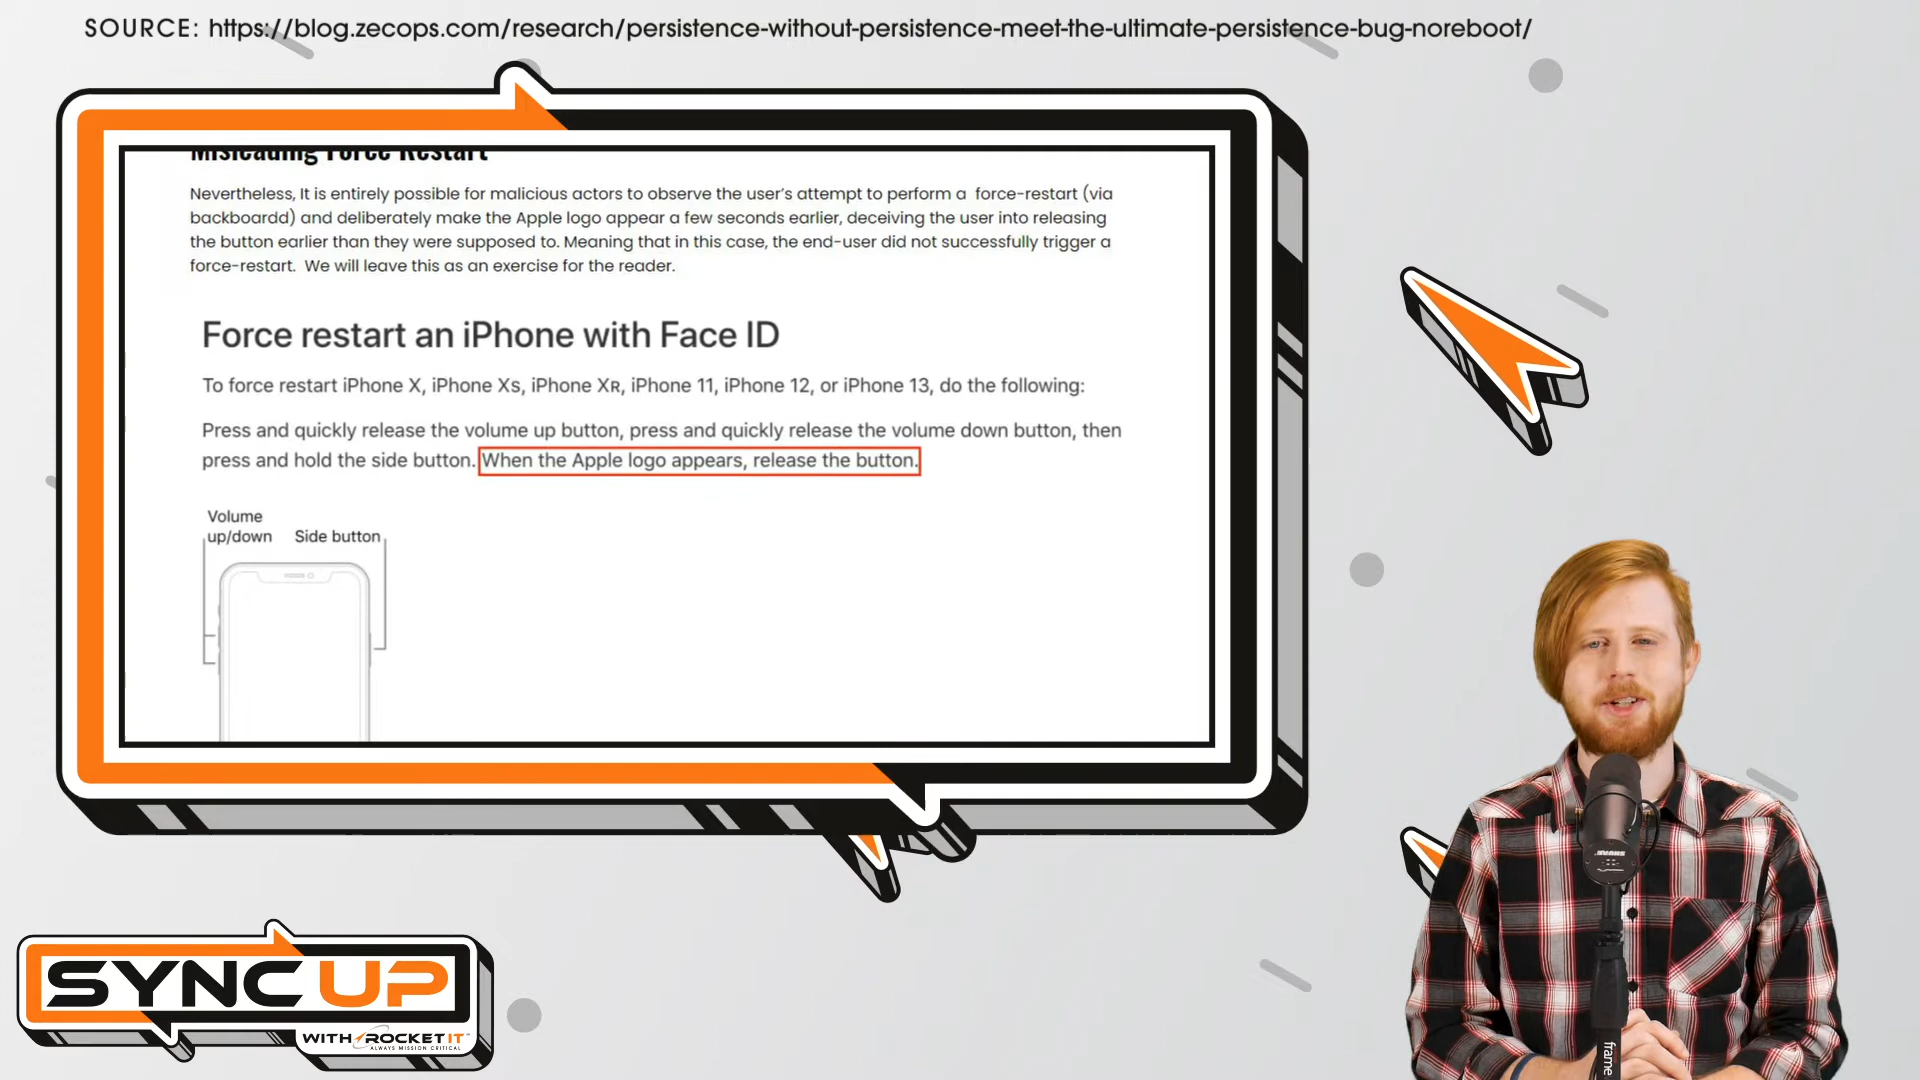 SOURCE: https://blog.zecops.com/research/persistence-without-persistence-meet-the-ultimate-persistence-bug-noreboot/
Misleading Force Restart
Nevertheless, It is entirely possible for malicious actors to observe the user's attempt to perform a  force-restart (via
backboardd) and deliberately make the Apple logo appear a few seconds earlier, deceiving the user into releasing
the button earlier than they were supposed to. Meaning that in this case, the end-user did not successfully trigger a
force-restart.  We will leave this as an exercise for the reader.
Force restart an iPhone with Face ID
To force restart iPhone X, iPhone Xs, iPhone XR, iPhone 11, iPhone 12, or iPhone 13, do the following:
Press and quickly release the volume up button, press and quickly release the volume down button, then
press and hold the side button. When the Apple logo appears, release the button.
Volume
up/down
Side button
SHURE
frame
SYNC UP
WITH ROCKET IT
ALWAYS MISSION CRITICAL